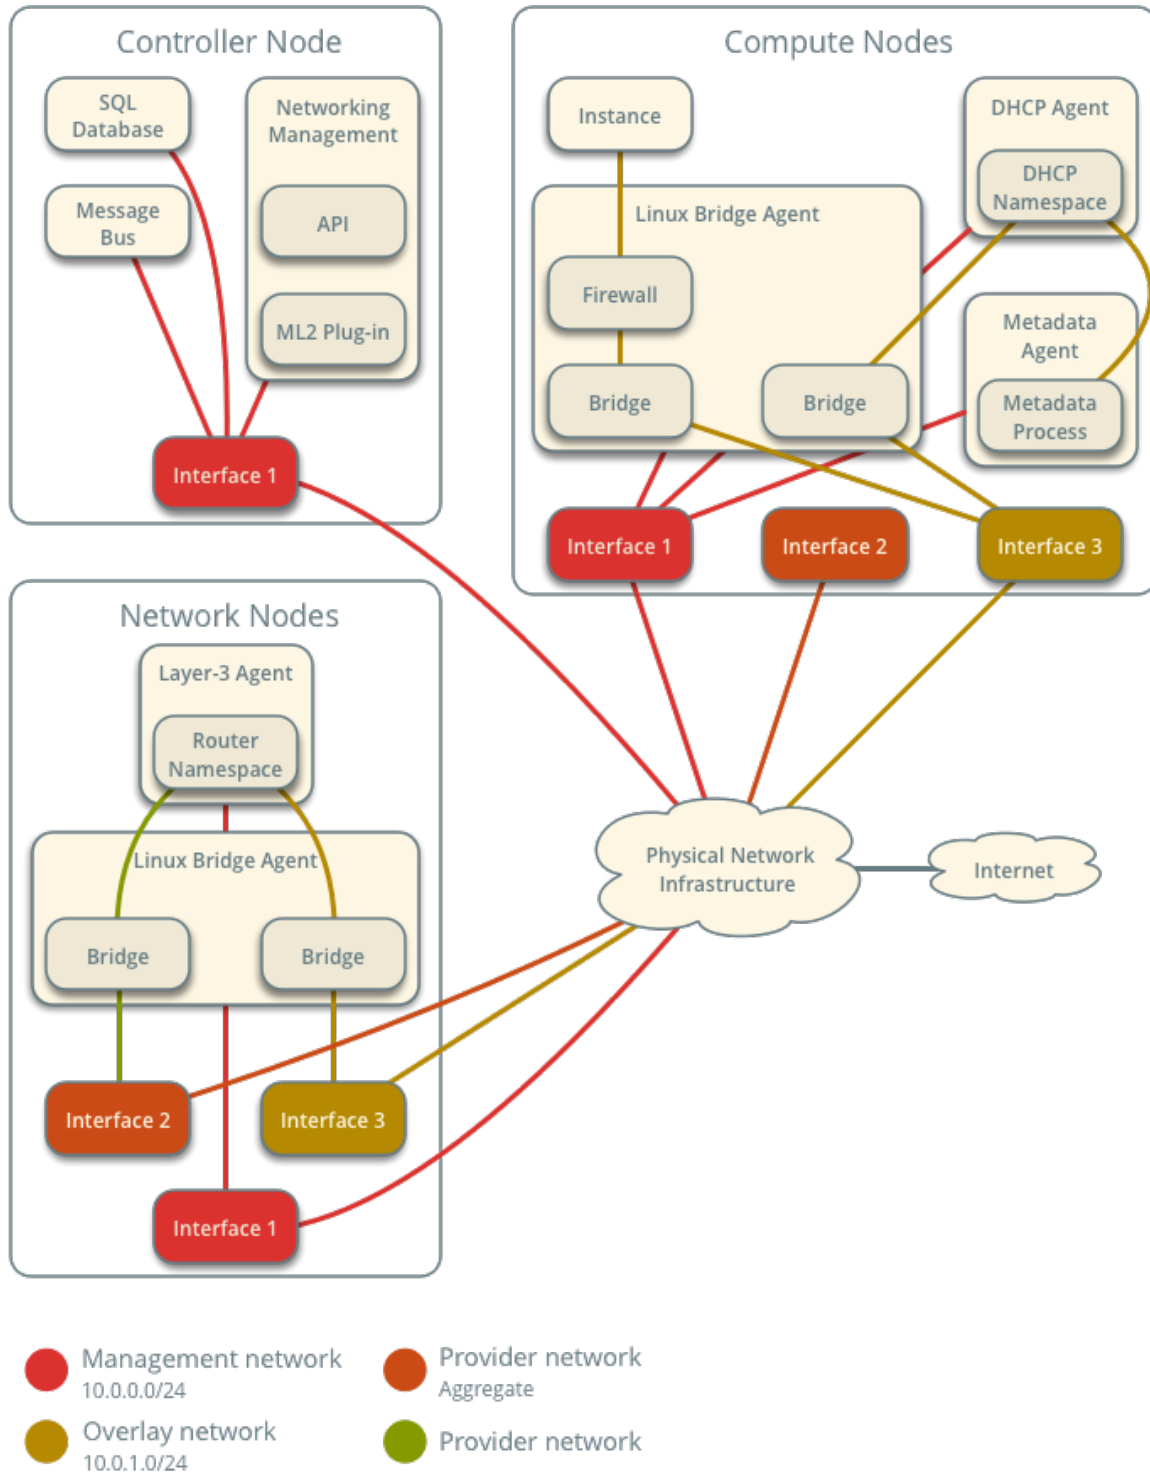 Controller Node
SQL
Database
Networking
Management
Message
Bus
API
ML2 Plug-in
Interface 1
Compute Nodes
Instance
DHCP Agent
DHCP
Namespace
Linux Bridge Agent
Firewall
Metadata
Agent
Bridge
Bridge
Metadata
Process
Interface 1
Interface 2
Interface 3
Network Nodes
Layer-3 Agent
Router
Namespace
Linux Bridge Agent
Bridge
Bridge
Interface 2
Interface 3
Interface 1
Physical Network
Infrastructure
Internet
Management network
10.0.0.0/24
Provider network
Aggregate
Overlay network
10.0.1.0/24
Provider network